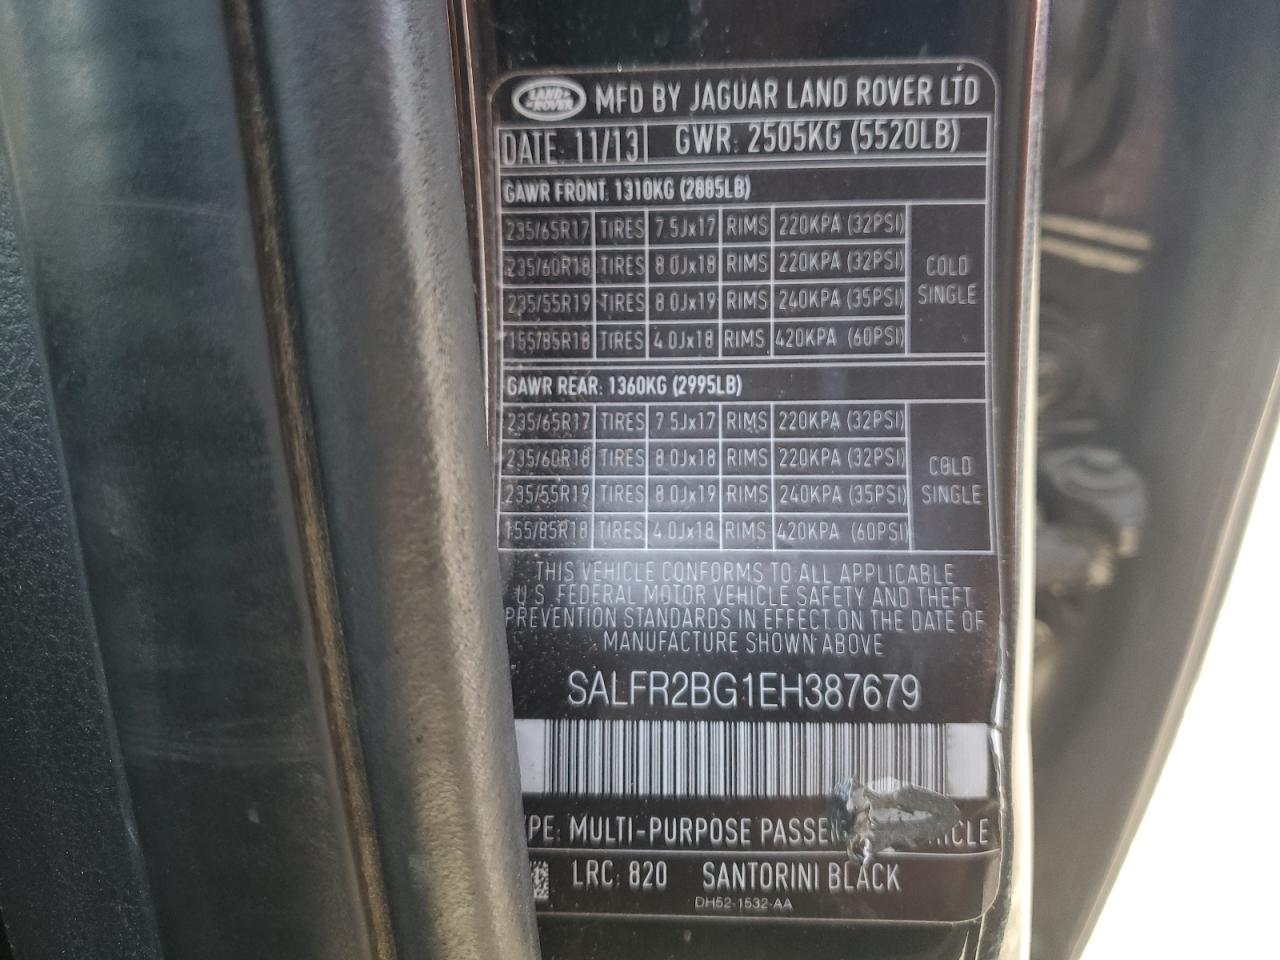 LAND ROVER MFD BY JAGUAR LAND ROVER LTD
DATE: 11/13 GWR: 2505KG (5520LB)
GAWR FRONT: 1310KG (2885LB)
235/65R17 TIRES 7.5Jx17 RIMS 220KPA (32PSI)
235/60R18 TIRES 8.0Jx18 RIMS 220KPA (32PSI)
235/55R19 TIRES 8.0Jx19 RIMS 240KPA (35PSI)
155/85R18 TIRES 4.0Jx18 RIMS 420KPA (60PSI)
COLD
SINGLE
GAWR REAR: 1360KG (2995LB)
235/65R17 TIRES 7.5Jx17 RIMS 220KPA (32PSI)
235/60R18 TIRES 8.0Jx18 RIMS 220KPA (32PSI)
235/55R19 TIRES 8.0Jx19 RIMS 240KPA (35PSI)
155/85R18 TIRES 4.0Jx18 RIMS 420KPA (60PSI)
COLD
SINGLE
THIS VEHICLE CONFORMS TO ALL APPLICABLE
U.S. FEDERAL MOTOR VEHICLE SAFETY AND THEFT
PREVENTION STANDARDS IN EFFECT ON THE DATE OF
MANUFACTURE SHOWN ABOVE
SALFR2BG1EH387679
MULTI-PURPOSE
LRC: 820 SANTORINI BLACK
DH52-1532-AA